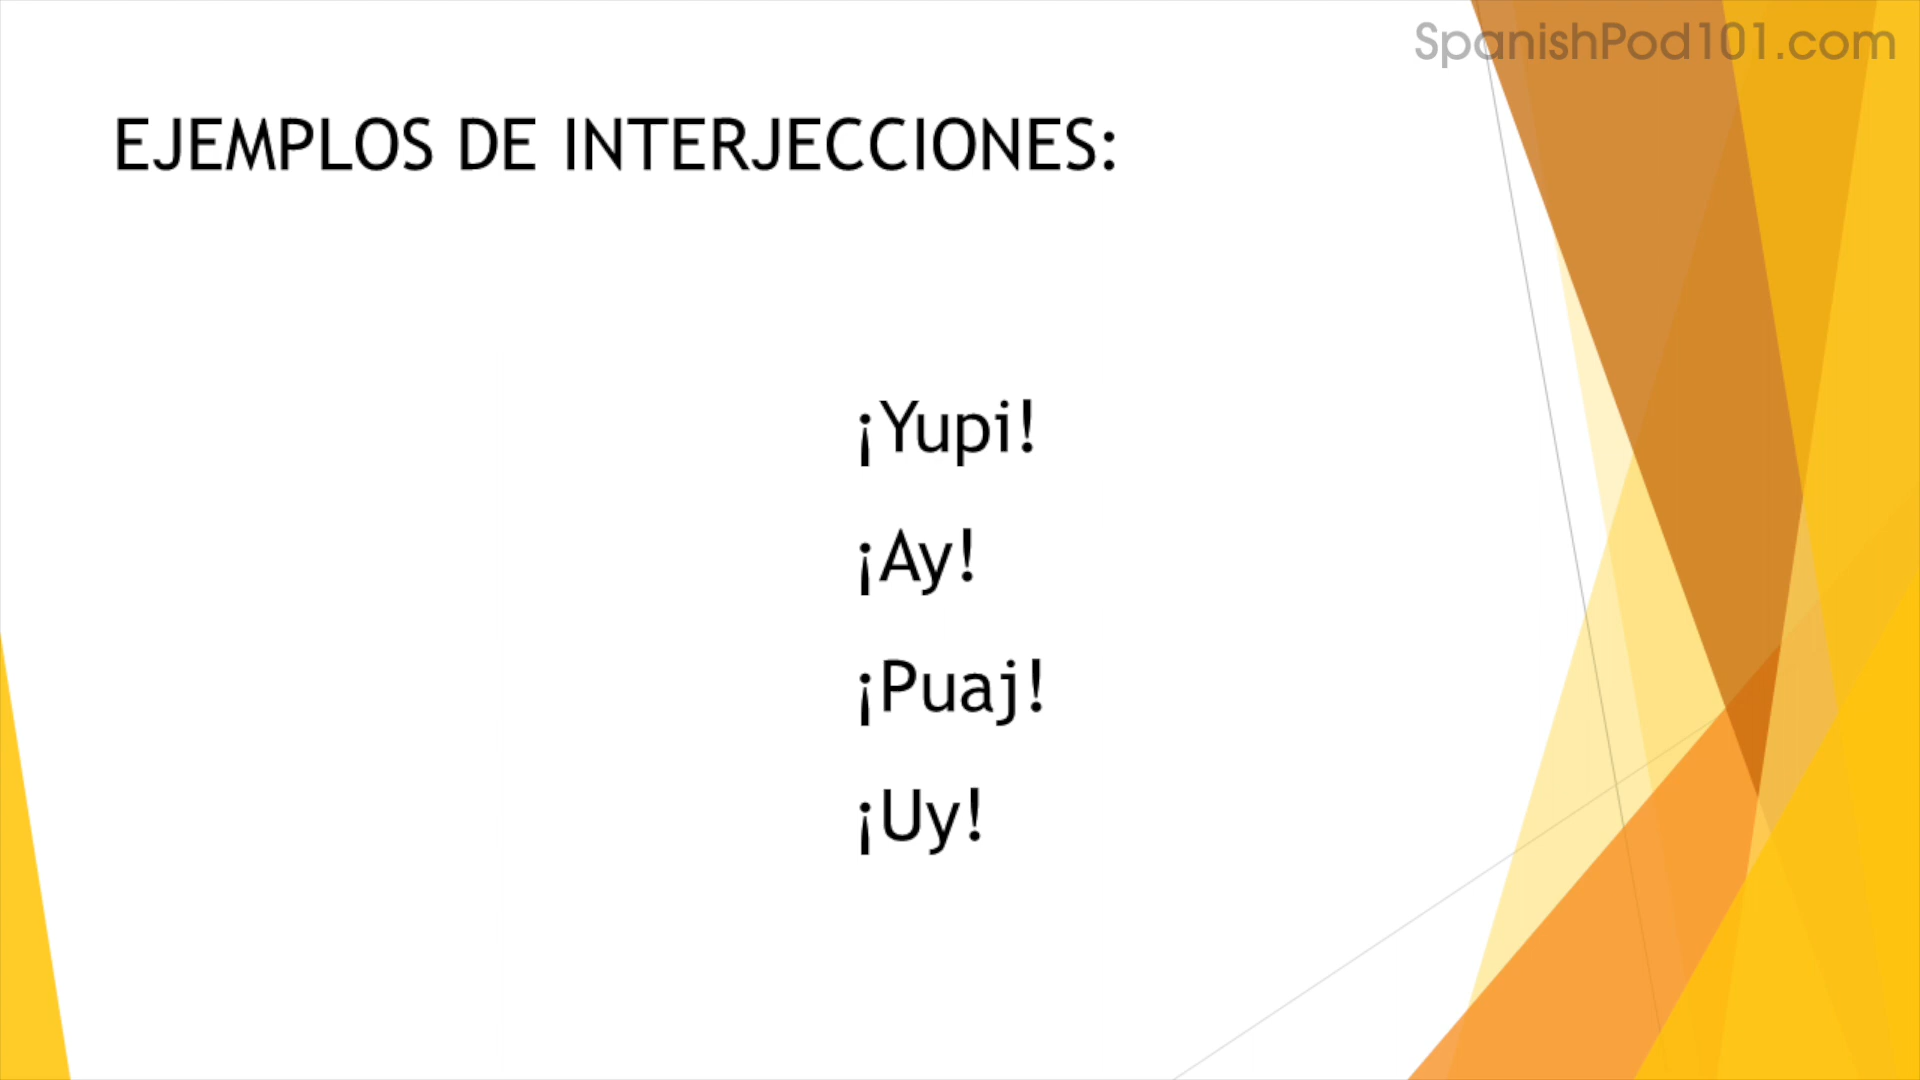 SpanishPod101.com
EJEMPLOS DE INTERJECCIONES:
¡Yupi!
¡Ay!
¡Puaj!
¡Uy!